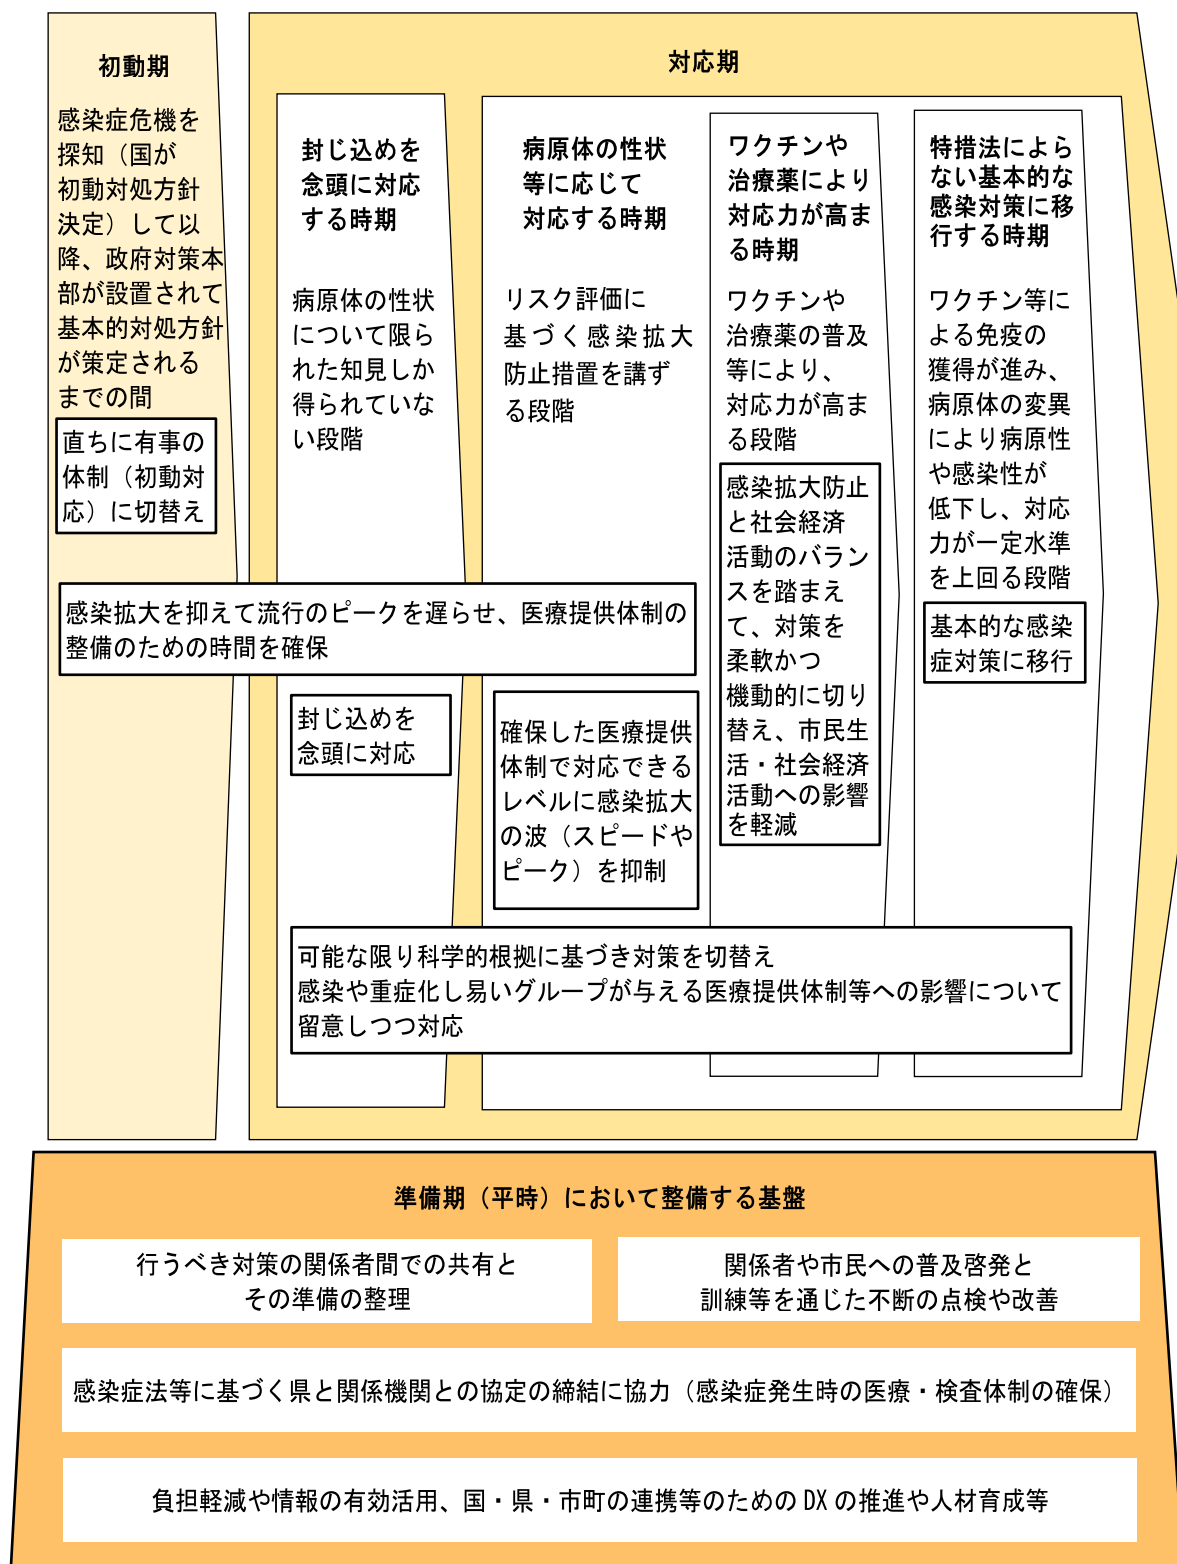 初動期
感染症危機を
探知（国が
初動対処方針
決定）して以
降、政府対策本
部が設置されて
基本的対処方針
が策定される
までの間
直ちに有事の
体制（初動対
応）に切替え
対応期
封じ込めを
念頭に対応
する時期
病原体の性状
について限ら
れた知見しか
得られていな
い段階
病原体の性状
等に応じて
対応する時期
リスク評価に
基づく感染拡大
防止措置を講ず
る段階
ワクチンや
治療薬により
対応力が高ま
る時期
ワクチンや
治療薬の普及
等により、
対応力が高ま
る段階
感染拡大防止
と社会経済
活動のバラン
スを踏まえ
て、対策を
柔軟かつ
機動的に切り
替え、市民生
活・社会経済
活動への影響
を軽減
特措法によら
ない基本的な
感染対策に移
行する時期
ワクチン等に
よる免疫の
獲得が進み、
病原体の変異
により病原性
や感染性が
低下し、対応
力が一定水準
を上回る段階
基本的な感染
症対策に移行
感染拡大を抑えて流行のピークを遅らせ、医療提供体制の
整備のための時間を確保
封じ込めを
念頭に対応
確保した医療提供
体制で対応できる
レベルに感染拡大
の波（スピードや
ピーク）を抑制
可能な限り科学的根拠に基づき対策を切替え
感染や重症化し易いグループが与える医療提供体制等への影響について
留意しつつ対応
準備期（平時）において整備する基盤
行うべき対策の関係者間での共有と
その準備の整理
関係者や市民への普及啓発と
訓練等を通じた不断の点検や改善
感染症法等に基づく県と関係機関との協定の締結に協力（感染症発生時の医療・検査体制の確保）
負担軽減や情報の有効活用、国・県・市町の連携等のための DX の推進や人材育成等